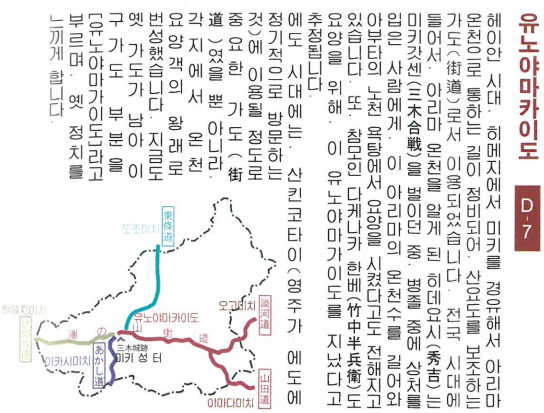 유노야마카이도
D-7
헤이안 시대, 히메지에서 미키를 경유해서 아리마
온천으로 통하는 길이 정비되어, 산요도를 보조하는
가도(街道)로서 이용되었습니다. 전국 시대에
들어서, 아리마 온천을 알게 된 히데요시(秀吉)는
미키갓센(三木合戦)을 벌이던 중, 병졸 중에 상처를
입은 사람에게, 이 아리마의 온천수를 길어와
아부타의 노천 욕탕에서 요양을 시켰다고도 전해지고
있습니다. 또, 참모인 다케나카 한베(竹中半兵衛)도
요양을 위해, 이 유노야마가이도를 지났다고
추정됩니다.
에도 시대에는, 산킨코타이(영주가 에도에
정기적으로 방문하는
것)에 이용될 정도로
중요한 가도(街
道)였을 뿐 아니라,
각지에서 온천
요양객의 왕래로
번성했습니다. 지금도
옛 가도가 남아 이
구가도 부분을
[유노야마가이도]라고
부르며, 옛 정치를
느끼게 합니다.
東條道
도조미치
유노야마카이도
오고미치
淡河道
湯の山街道
三木城跡
미키 성 터
あかし道
아카시미치
山田道
야마다미치